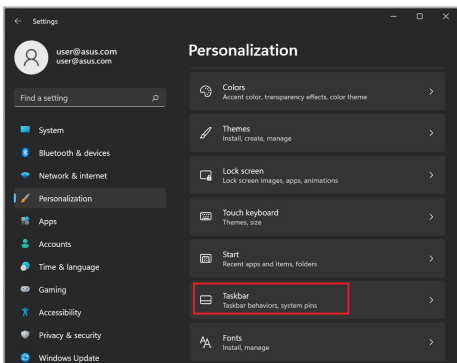 Settings
user@asus.com
user@asus.com
Find a setting
System
Bluetooth & devices
Network & internet
Personalization
Apps
Accounts
Time & language
Gaming
Accessibility
Privacy & security
Windows Update
Personalization
Colors
Accent color, transparency effects, color theme
Themes
Install, create, manage
Lock screen
Lock screen images, apps, animations
Touch keyboard
Themes, size
Start
Recent apps and items, folders
Taskbar
Taskbar behaviors, system pins
Fonts
Install, manage